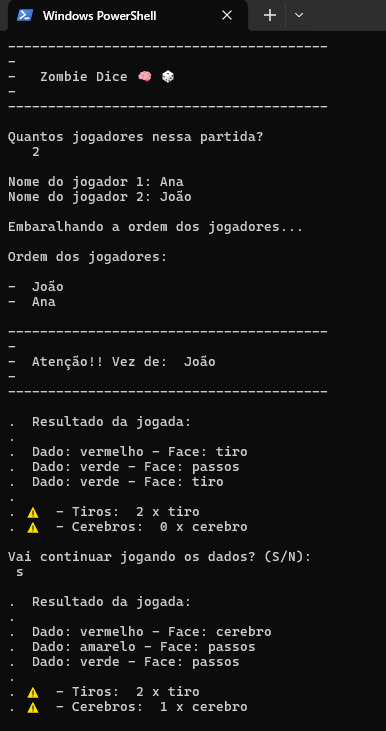 Windows PowerShell
----------------------------------------
-
-   Zombie Dice 🧠 🎲
-
----------------------------------------
Quantos jogadores nessa partida?
   2
Nome do jogador 1: Ana
Nome do jogador 2: João
Embaralhando a ordem dos jogadores...
Ordem dos jogadores:
-  João
-  Ana
----------------------------------------
-
-  Atenção!! Vez de:  João
-
----------------------------------------
.  Resultado da jogada:
.
.  Dado: vermelho - Face: tiro
.  Dado: verde - Face: passos
.  Dado: verde - Face: tiro
.
. ⚠️  - Tiros:  2 x tiro
. ⚠️  - Cerebros:  0 x cerebro
Vai continuar jogando os dados? (S/N):
 s
.  Resultado da jogada:
.
.  Dado: vermelho - Face: cerebro
.  Dado: amarelo - Face: passos
.  Dado: verde - Face: passos
.
. ⚠️  - Tiros:  2 x tiro
. ⚠️  - Cerebros:  1 x cerebro